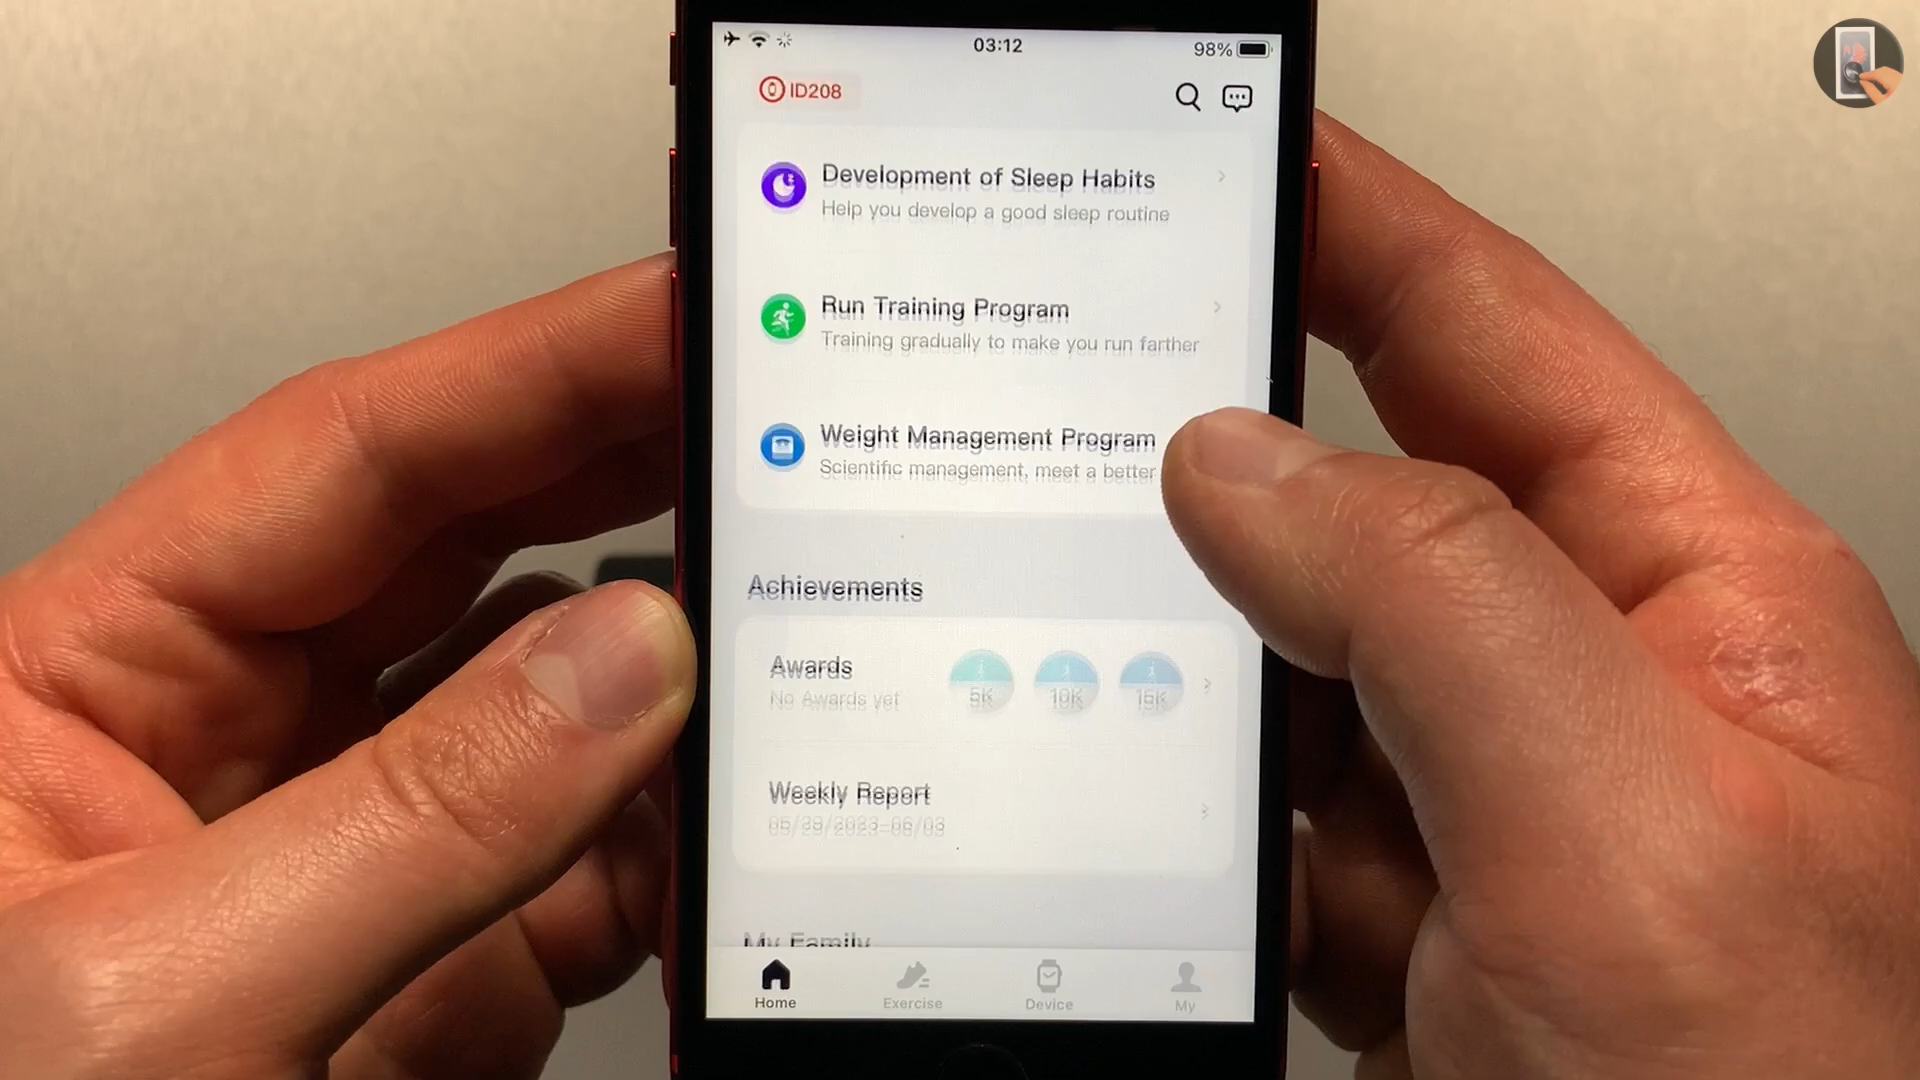 03:12
98%
ID208
Development of Sleep Habits
Help you develop a good sleep routine
Run Training Program
Training gradually to make you run farther
Weight Management Program
Scientific management, meet a better
Achievements
Awards
No Awards yet
5K
10K
15K
Weekly Report
05/29/2023-06/03
My Family
Home
Exercise
Device
My